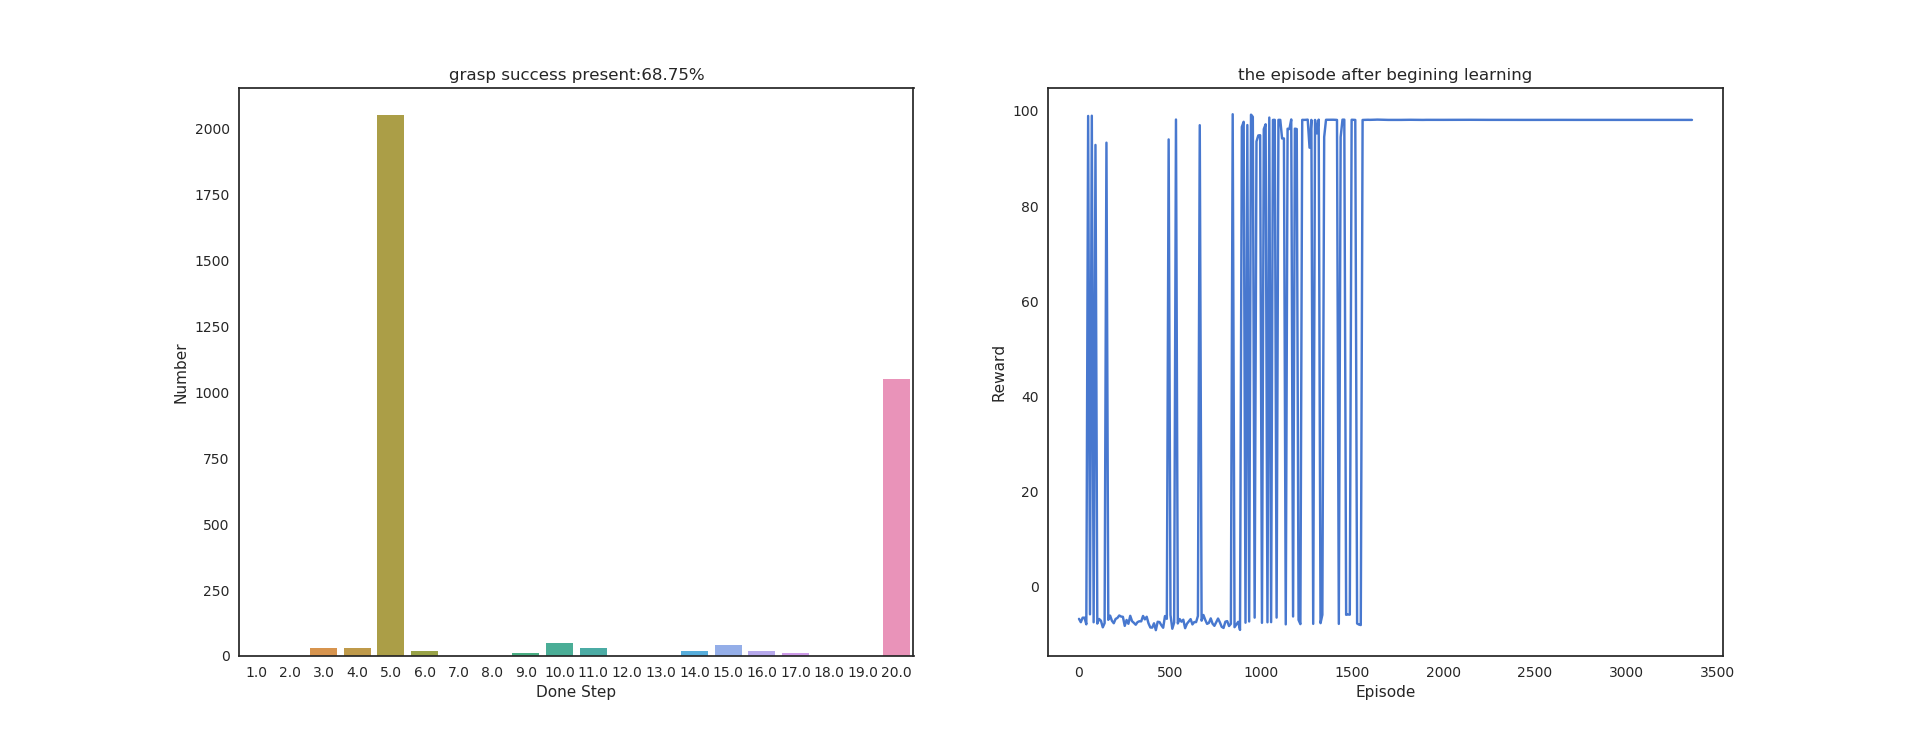 grasp success present:68.75%
2000
1750
1500
1250
1000
750
500
250
0
Number
1.0 2.0 3.0 4.0 5.0 6.0 7.0 8.0 9.0 10.0 11.0 12.0 13.0 14.0 15.0 16.0 17.0 18.0 19.0 20.0
Done Step
the episode after begining learning
100
80
60
40
20
0
Reward
0 500 1000 1500 2000 2500 3000 3500
Episode